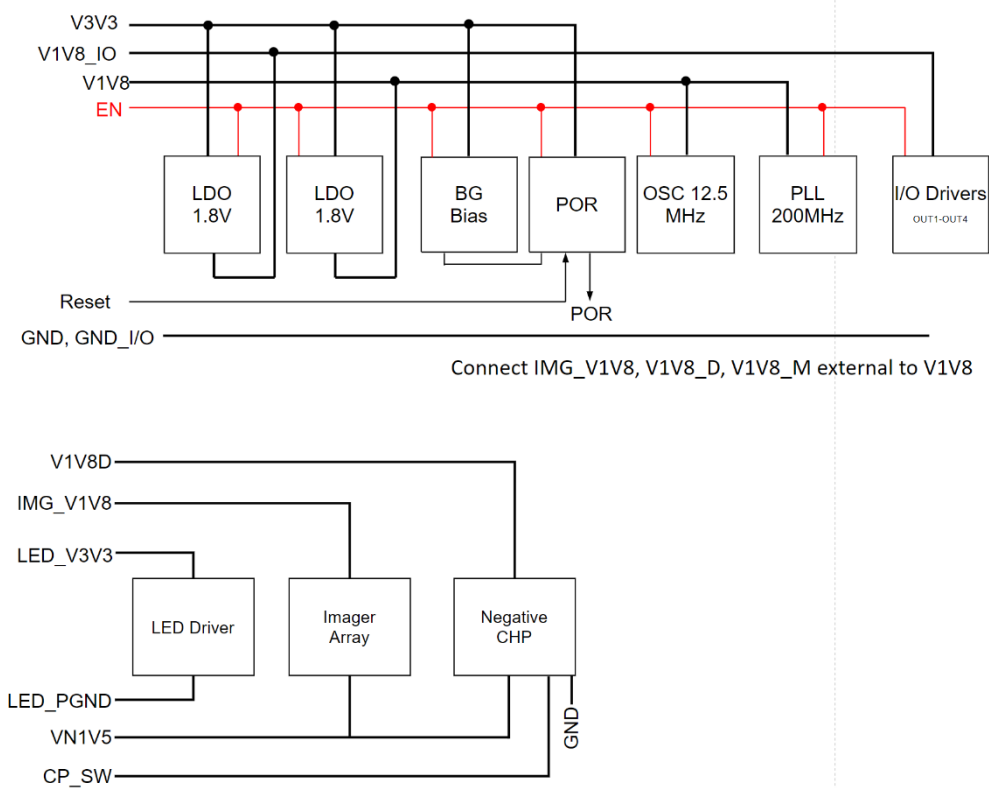 V3V3
V1V8_IO
V1V8
EN
LDO
1.8V
LDO
1.8V
BG
Bias
POR
OSC 12.5
MHz
PLL
200MHz
I/O Drivers
OUT1-OUT4
Reset
POR
GND, GND_I/O
Connect IMG_V1V8, V1V8_D, V1V8_M external to V1V8
V1V8D
IMG_V1V8
LED_V3V3
LED Driver
Imager
Array
Negative
CHP
LED_PGND
VN1V5
GND
CP_SW